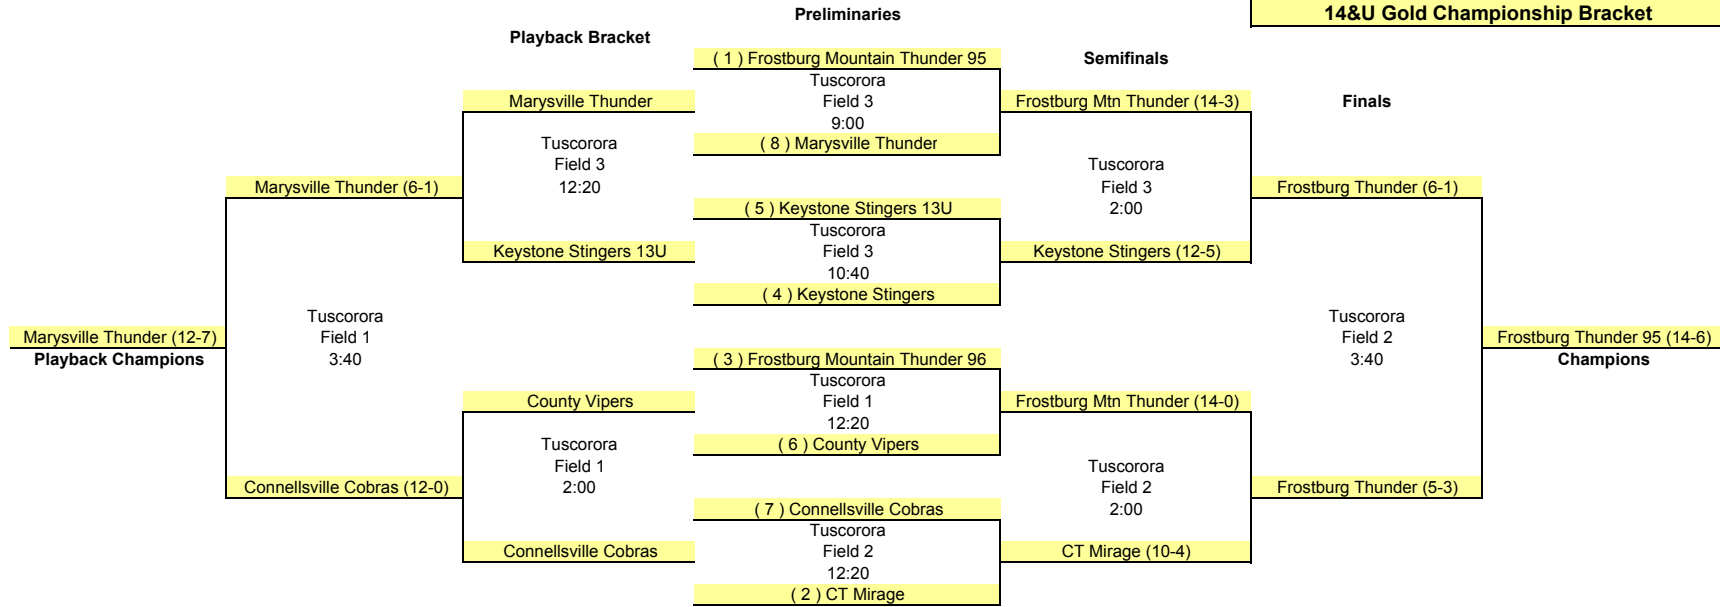 14&U Gold Championship Bracket
Preliminaries
Playback Bracket
Semifinals
Finals
( 1 ) Frostburg Mountain Thunder 95
Tuscorora
Field 3
9:00
( 8 ) Marysville Thunder
Marysville Thunder
Frostburg Mtn Thunder (14-3)
Tuscorora
Field 3
12:20
Tuscorora
Field 3
2:00
Marysville Thunder (6-1)
Frostburg Thunder (6-1)
( 5 ) Keystone Stingers 13U
Tuscorora
Field 3
10:40
( 4 ) Keystone Stingers
Keystone Stingers 13U
Keystone Stingers (12-5)
Tuscorora
Field 1
3:40
Tuscorora
Field 2
3:40
Marysville Thunder (12-7)
Playback Champions
Frostburg Thunder 95 (14-6)
Champions
( 3 ) Frostburg Mountain Thunder 96
Tuscorora
Field 1
12:20
( 6 ) County Vipers
County Vipers
Frostburg Mtn Thunder (14-0)
Tuscorora
Field 1
2:00
Tuscorora
Field 2
2:00
Connellsville Cobras (12-0)
Frostburg Thunder (5-3)
( 7 ) Connellsville Cobras
Tuscorora
Field 2
12:20
( 2 ) CT Mirage
Connellsville Cobras
CT Mirage (10-4)